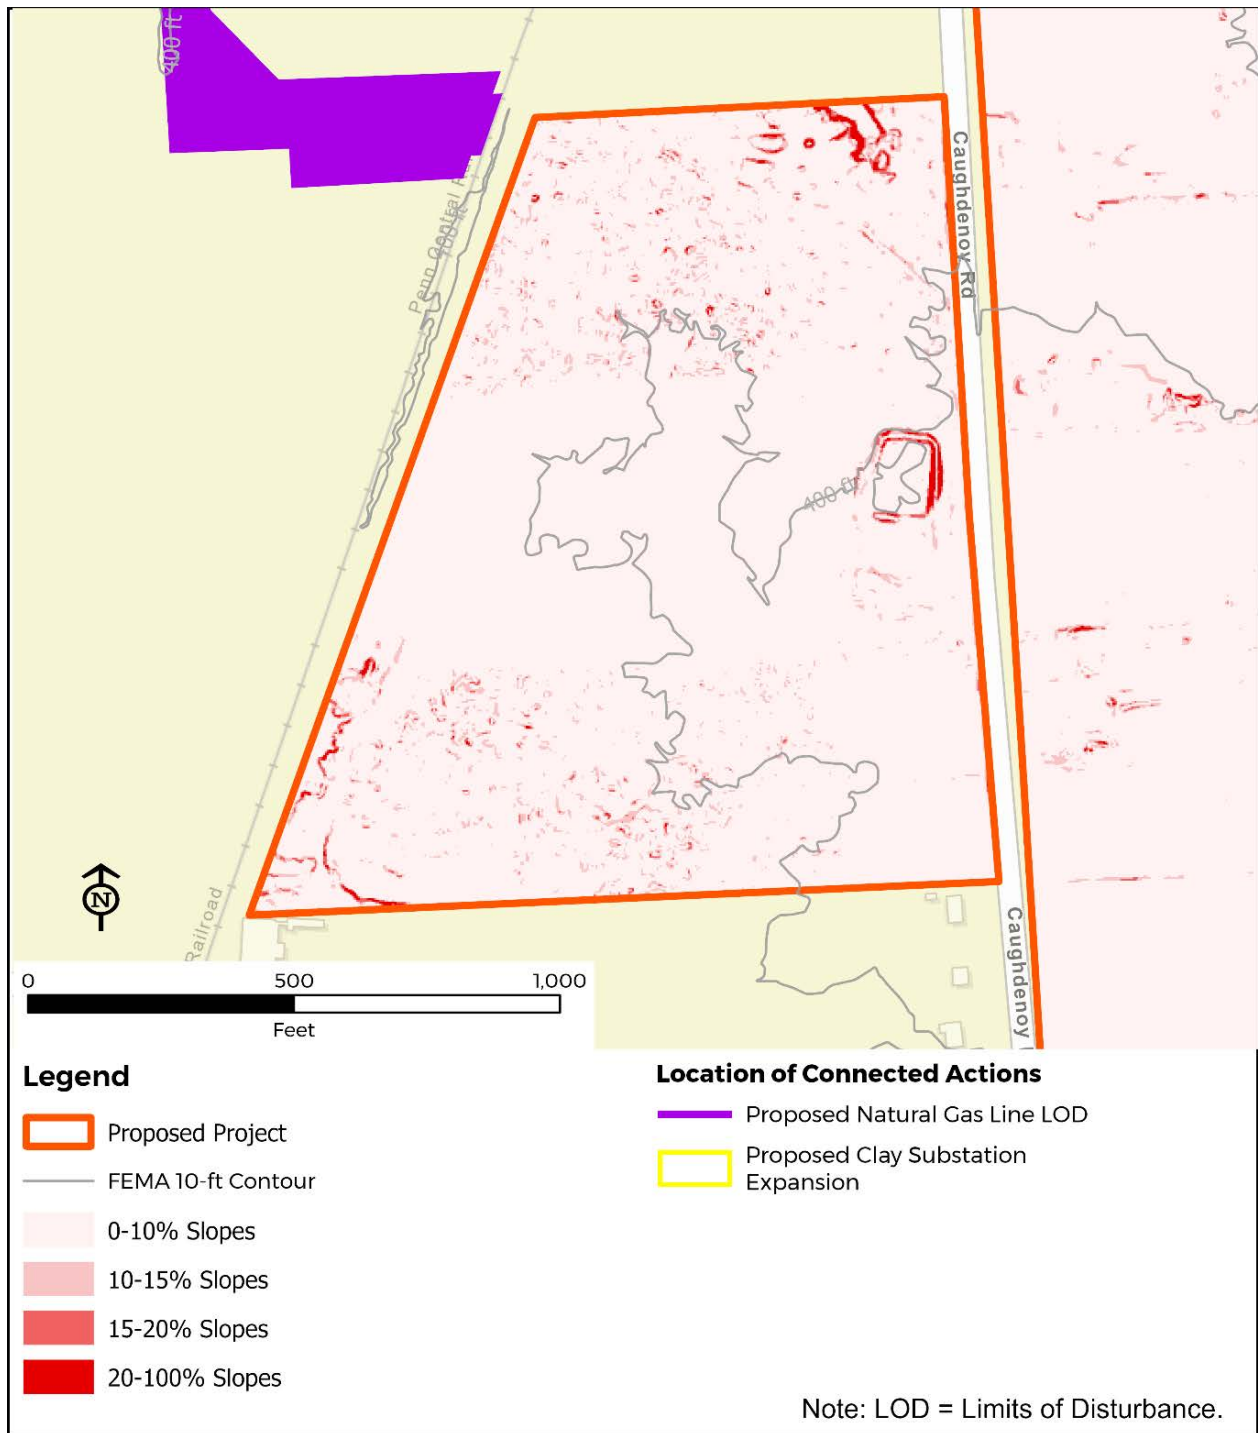 400 ft
Caughdenoy Rd
Penn Central
400 ft
400 ft
Railroad
Caughdenoy
N
0 500 1,000
Feet
Legend
Proposed Project
FEMA 10-ft Contour
0-10% Slopes
10-15% Slopes
15-20% Slopes
20-100% Slopes
Location of Connected Actions
Proposed Natural Gas Line LOD
Proposed Clay Substation
Expansion
Note: LOD = Limits of Disturbance.